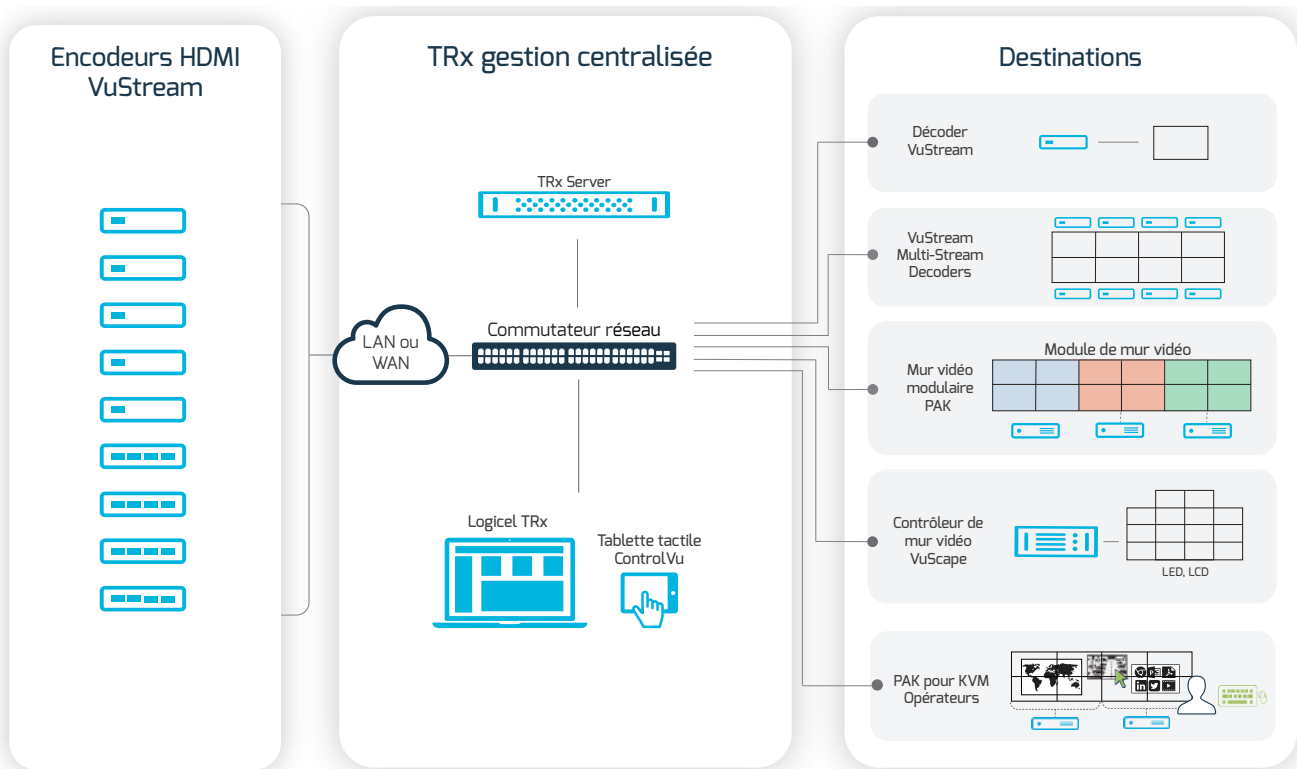 Encodeurs HDMI
VuStream
TRx gestion centralisée
TRx Server
LAN ou
WAN
Commutateur réseau
Logicel TRx
Tablette tactile
ControlVu
Destinations
Décoder
VuStream
VuStream
Multi-Stream
Decoders
Mur vidéo
modulaire
PAK
Module de mur vidéo
Contrôleur de
mur vidéo
VuScape
LED, LCD
PAK pour KVM
Opérateurs